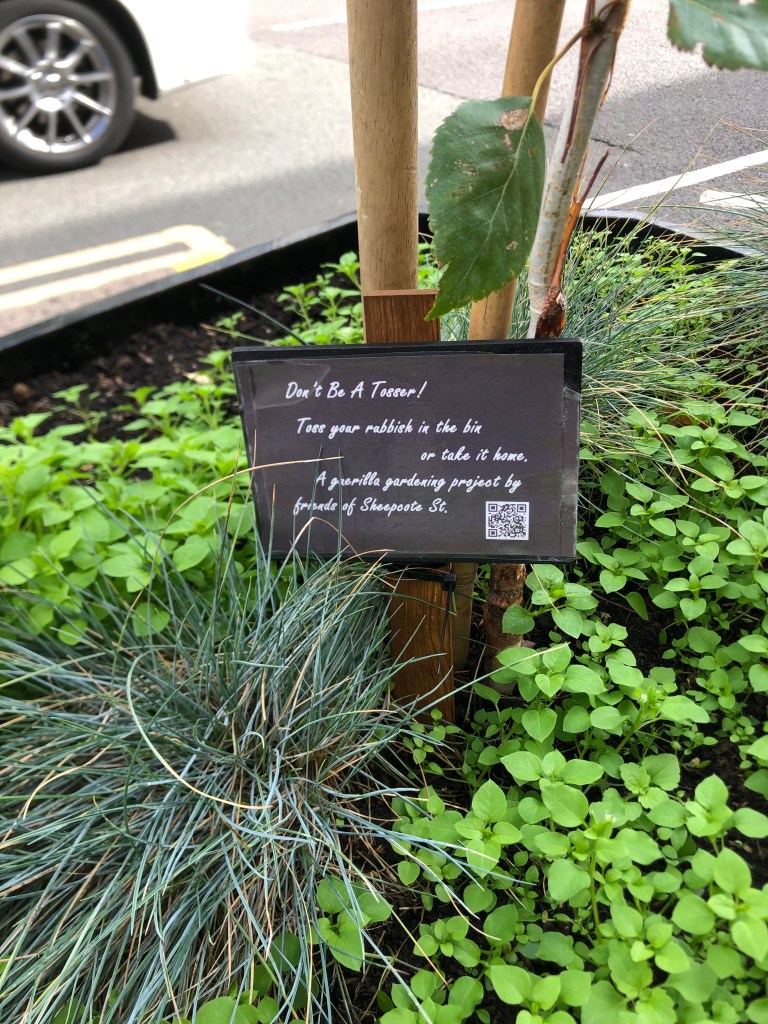 Don't Be A Tosser!
Toss your rubbish in the bin
or take it home.
A guerilla gardening project by
friends of Sheepcote St.